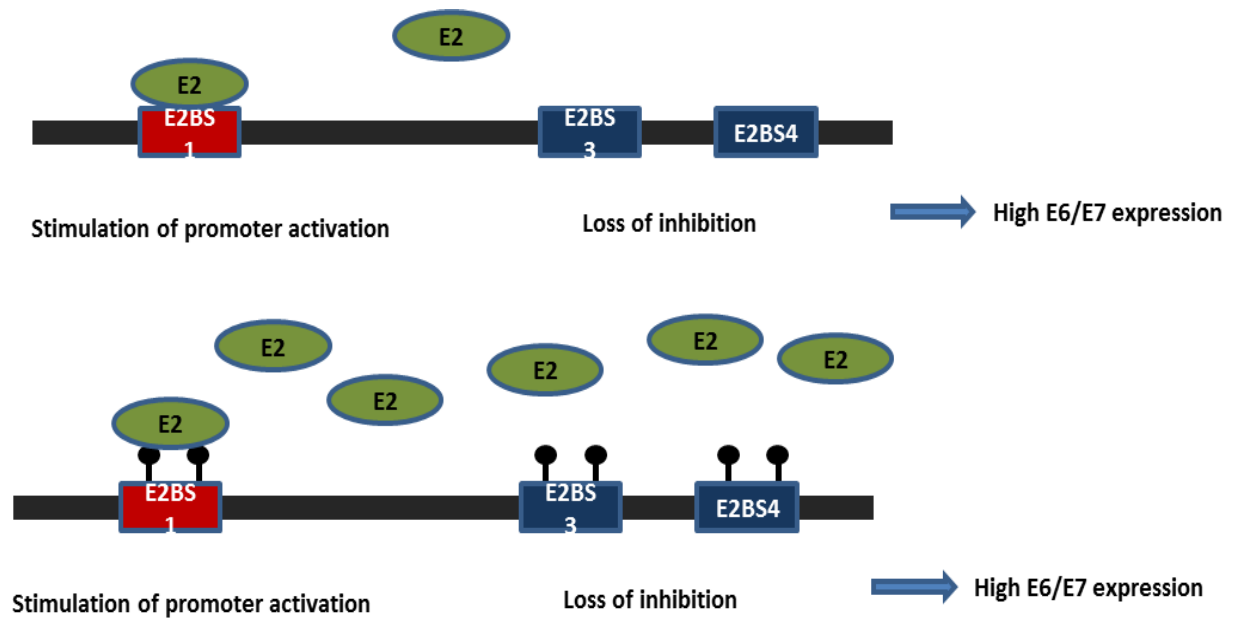 E2
E2
E2BS
1
E2BS
3
E2BS4
Stimulation of promoter activation
Loss of inhibition
High E6/E7 expression
E2
E2
E2
E2
E2
E2
E2BS
1
E2BS
3
E2BS4
Stimulation of promoter activation
Loss of inhibition
High E6/E7 expression